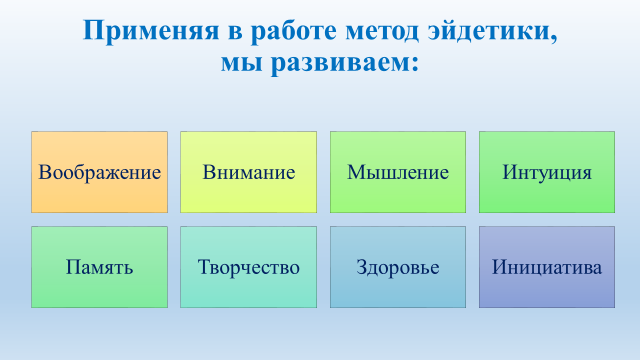 Применяя в работе метод эйдетики,
мы развиваем:
Воображение
Внимание
Мышление
Интуиция
Память
Творчество
Здоровье
Инициатива